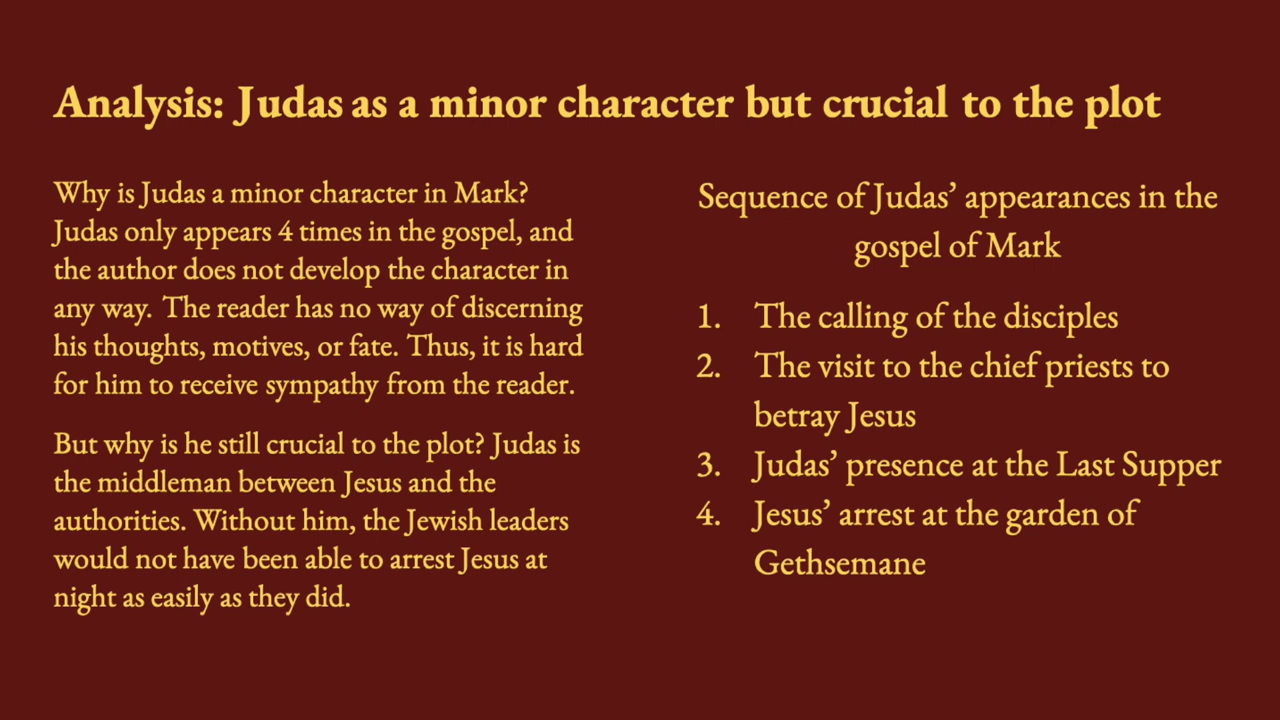 Analysis: Judas as a minor character but crucial to the plot
Why is Judas a minor character in Mark?
Judas only appears 4 times in the gospel, and
the author does not develop the character in
any way. The reader has no way of discerning
his thoughts, motives, or fate. Thus, it is hard
for him to receive sympathy from the reader.
But why is he still crucial to the plot? Judas is
the middleman between Jesus and the
authorities. Without him, the Jewish leaders
would not have been able to arrest Jesus at
night as easily as they did.
Sequence of Judas’ appearances in the
gospel of Mark
1. The calling of the disciples
2. The visit to the chief priests to
betray Jesus
3. Judas’ presence at the Last Supper
4. Jesus’ arrest at the garden of
Gethsemane